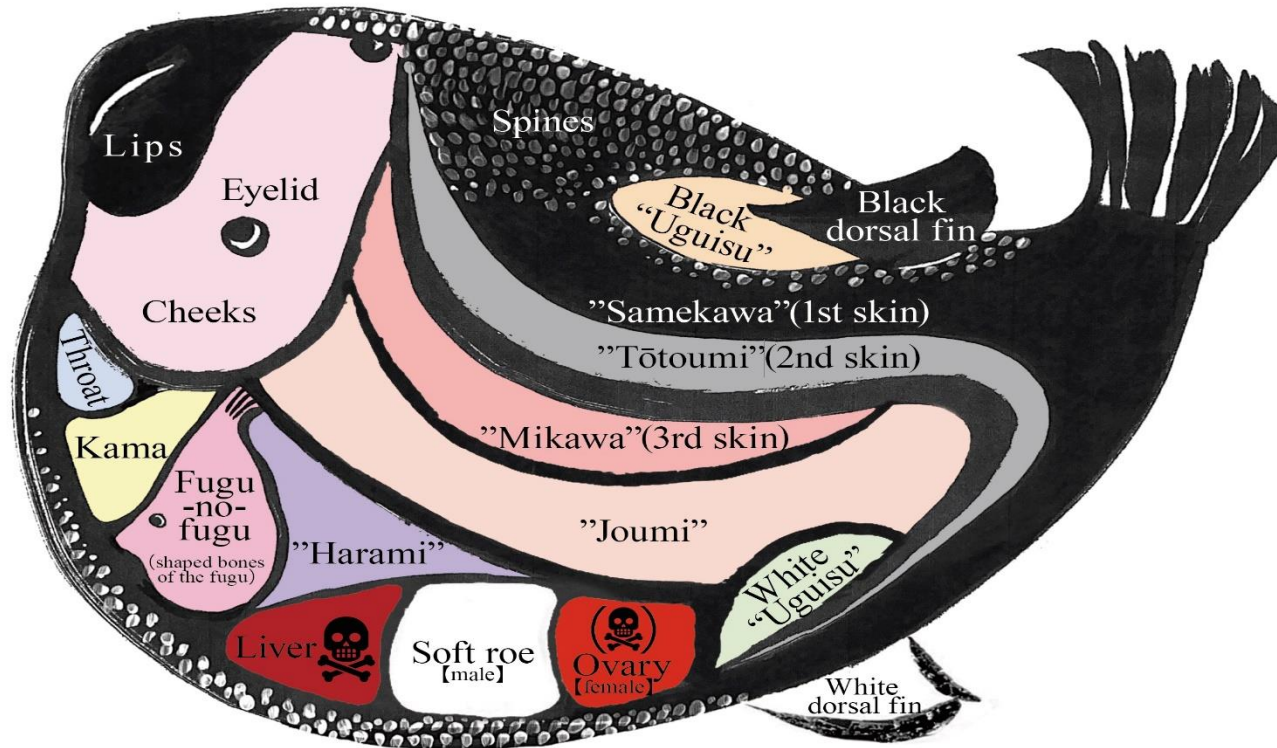 Lips
Eyelid
Cheeks
Spines
Black
“Uguisu”
Black
dorsal fin
”Samekawa”(1st skin)
”Tōtoumi”(2nd skin)
”Mikawa”(3rd skin)
”Joumi”
Throat
Kama
Fugu
-no-
fugu
(shaped bones
of the fugu)
”Harami”
White
“Uguisu”
Liver
Soft roe
【male】
Ovary
【female】
White
dorsal fin